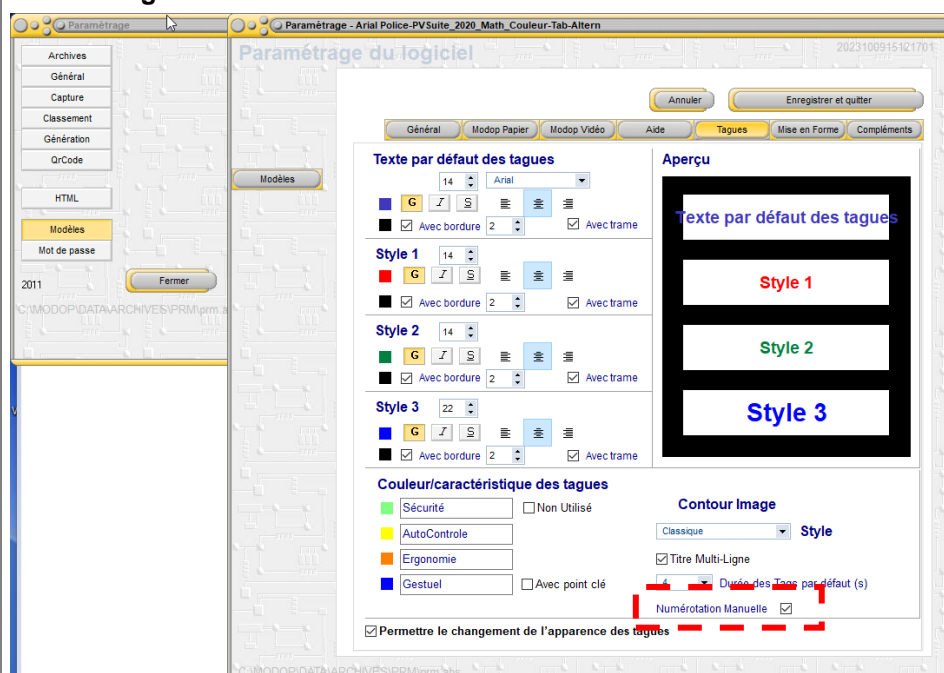 Paramétrage
Archives
Général
Capture
Classement
Génération
QrCode
HTML
Modèles
Mot de passe
2011
Fermer
C:\MODOP\DATA\ARCHIVES\PRM\prm.a
Paramétrage - Arial Police-PVSuite_2020_Math_Couleur-Tab-Altern
Paramétrage du logiciel
2023100915121701
Annuler
Enregistrer et quitter
Général
Modop Papier
Modop Vidéo
Aide
Tagues
Mise en Forme
Compléments
Modèles
Texte par défaut des tagues
14
Arial
G I S
Avec bordure 2
Avec trame
Style 1 14
G I S
Avec bordure 2
Avec trame
Style 2 14
G I S
Avec bordure 2
Avec trame
Style 3 22
G I S
Avec bordure 2
Avec trame
Aperçu
Texte par défaut des tagues
Style 1
Style 2
Style 3
Couleur/caractéristique des tagues
Sécurité
Non Utilisé
AutoControle
Ergonomie
Gestuel
Avec point clé
Contour Image
Classique
Style
Titre Multi-Ligne
4 Durée des Tags par défaut (s)
Numérotation Manuelle
Permettre le changement de l'apparence des tagues
C:\MODOP\DATA\ARCHIVES\PRM\prm.abs